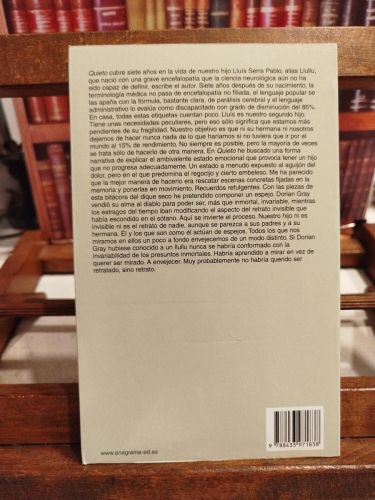 Quieto cubre siete años en la vida de nuestro hijo Lluís Serra Pablo, alias Llullu,
que nació con una grave encefalopatía que la ciencia neurológica aún no ha
sido capaz de definir, escribe el autor. Siete años después de su nacimiento, la
terminología médica no pasa de encefalopatía no filiada, el lenguaje popular se
las apaña con la fórmula, bastante clara, de parálisis cerebral y el lenguaje
administrativo lo evalúa como discapacitado con grado de disminución del 85%.
En casa, todas estas etiquetas cuentan poco. Lluís es nuestro segundo hijo.
Tiene unas necesidades peculiares, pero eso sólo significa que estamos más
pendientes de su fragilidad. Nuestro objetivo es que ni su hermana ni nosotros
dejemos de hacer nunca nada de lo que haríamos si no tuviera que ir por el
mundo al 15% de rendimiento. No siempre es posible, pero la mayoría de veces
se trata sólo de hacerlo de otra manera. En Quieto he buscado una forma
narrativa de explicar el ambivalente estado emocional que provoca tener un hijo
que no progresa adecuadamente. Un estado a menudo expuesto al aguijón del
dolor, pero en el que predomina el regocijo y cierto embeleso. Me ha parecido
que la mejor manera de hacerlo era rescatar escenas concretas fijadas en la
memoria y ponerlas en movimiento. Recuerdos refulgentes. Con las piezas de
esta bitácora del dique seco he pretendido componer un espejo. Dorian Gray
vendió su alma al diablo para poder ser, más que inmortal, invariable, mientras
los estragos del tiempo iban modificando el aspecto del retrato invisible que
había escondido en el sótano. Aquí se invierte el proceso. Nuestro hijo ni es
invisible ni es el retrato de nadie, aunque se parezca a sus padres y a su
hermana. Él y los que son como él actúan de espejos. Todos los que nos
miramos en ellos un poco a fondo envejecemos de un modo distinto. Si Dorian
Gray hubiese conocido a un llullu nunca se habría conformado con la
invariabilidad de los presuntos inmortales. Habría aprendido a mirar en vez de
querer ser mirado. A envejecer. Muy probablemente no habría querido ser
retratado, sino retrato.
www.anagrama-ed.es
9 788433 971838